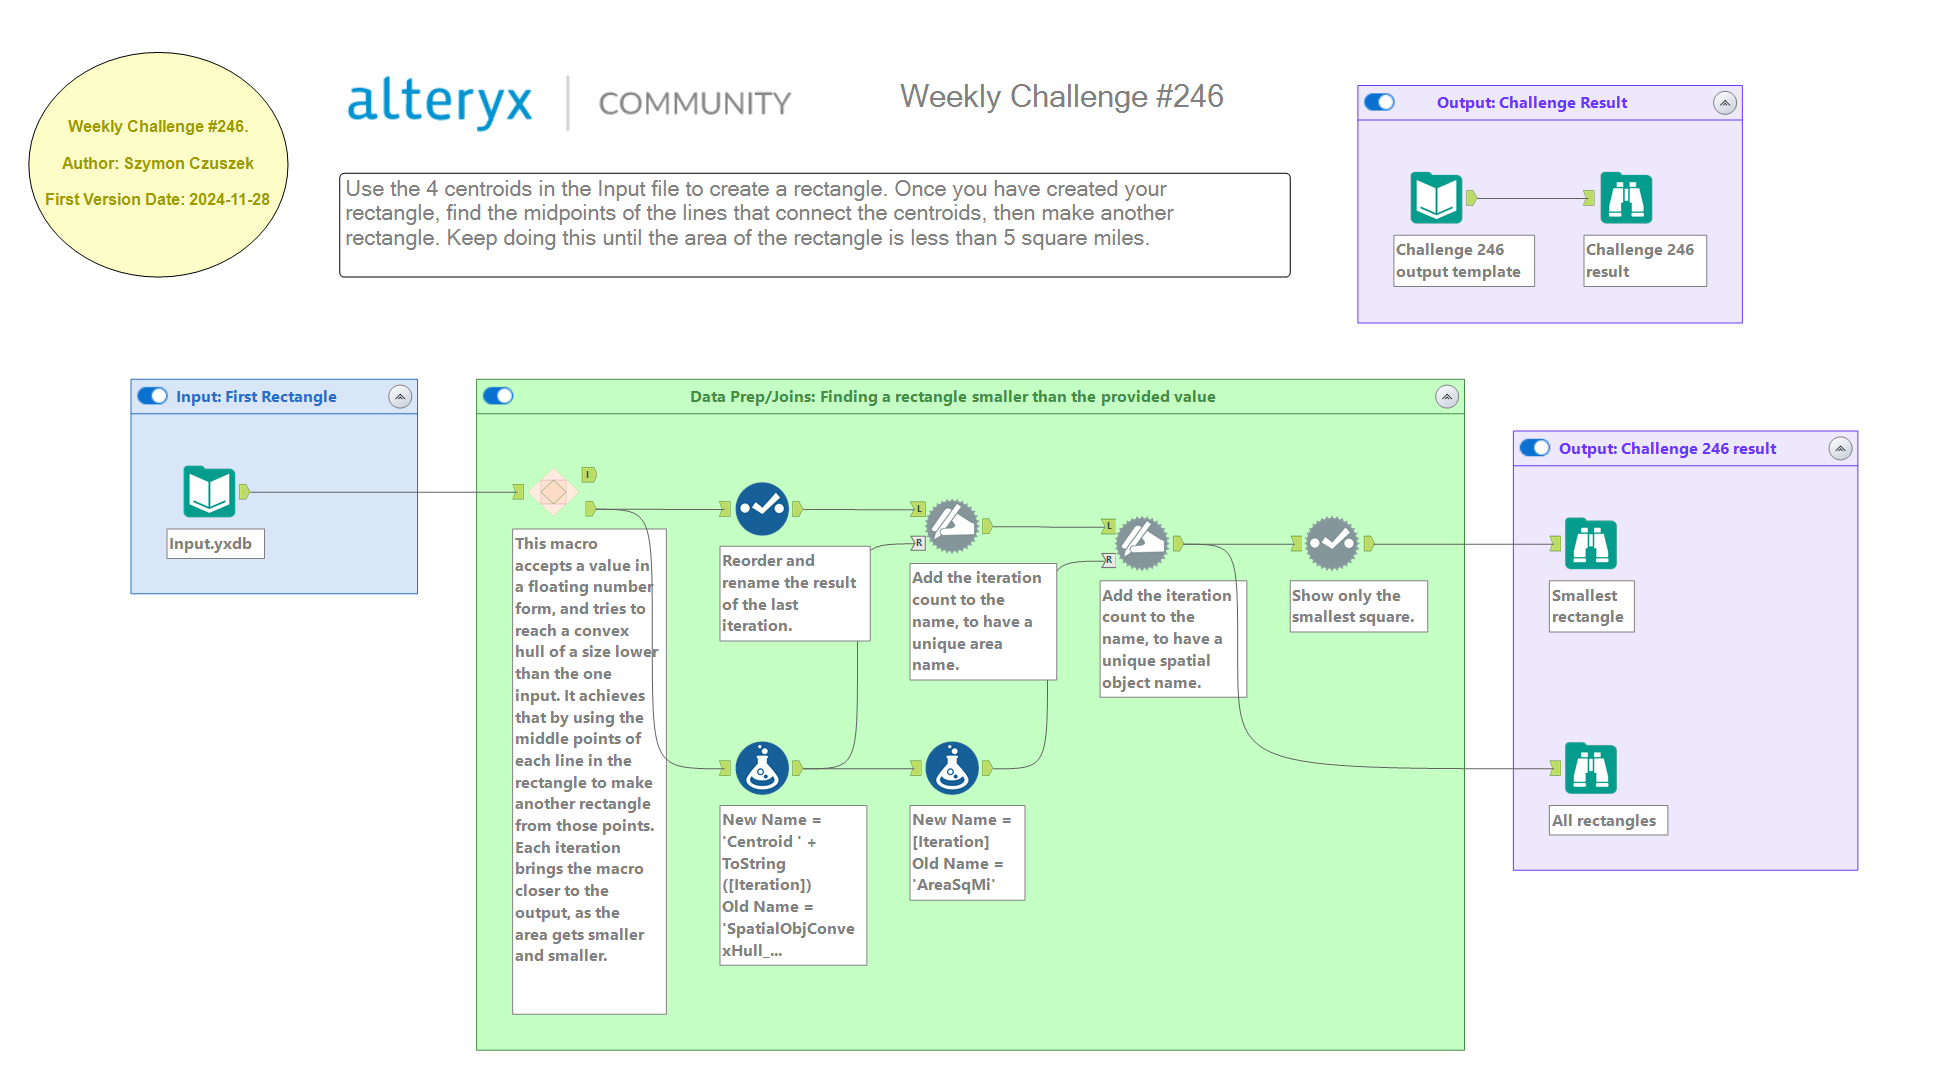 Weekly Challenge #246.
Author: Szymon Czuszek
First Version Date: 2024-11-28
alteryx COMMUNITY
Weekly Challenge #246
Use the 4 centroids in the Input file to create a rectangle. Once you have created your
rectangle, find the midpoints of the lines that connect the centroids, then make another
rectangle. Keep doing this until the area of the rectangle is less than 5 square miles.
Output: Challenge Result
Challenge 246
output template
Challenge 246
result
Input: First Rectangle
Input.yxdb
Data Prep/Joins: Finding a rectangle smaller than the provided value
I
This macro
accepts a value in
a floating number
form, and tries to
reach a convex
hull of a size lower
than the one
input. It achieves
that by using the
middle points of
each line in the
rectangle to make
another rectangle
from those points.
Each iteration
brings the macro
closer to the
output, as the
area gets smaller
and smaller.
Reorder and
rename the result
of the last
iteration.
L
R
Add the iteration
count to the
name, to have a
unique area
name.
L
R
Add the iteration
count to the
name, to have a
unique spatial
object name.
Show only the
smallest square.
New Name =
'Centroid ' +
ToString
([Iteration])
Old Name =
'SpatialObjConve
xHull_...
New Name =
[Iteration]
Old Name =
'AreaSqMi'
Output: Challenge 246 result
Smallest
rectangle
All rectangles